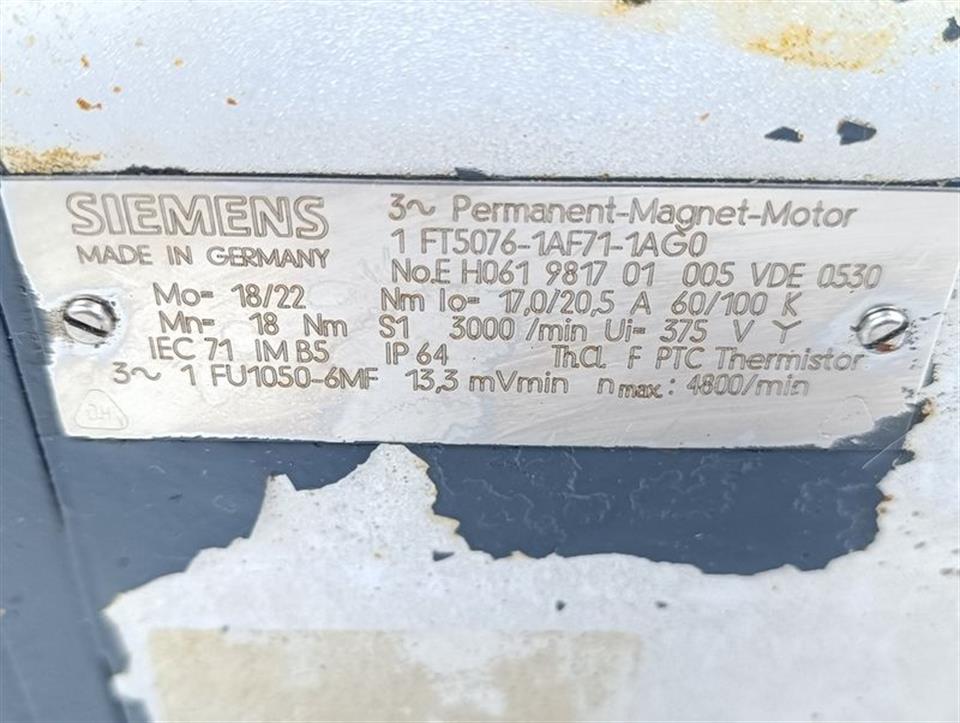 SIEMENS
MADE IN GERMANY
3~ Permanent-Magnet-Motor
1 FT5076-1AF71-1AG0
No.E H061 9817 01 005 VDE 0530
Mo= 18/22 Nm Io= 17,0/20,5 A 60/100 K
Mn= 18 Nm S1 3000/min Ui= 375 V Y
IEC 71 IM B5 IP 64 Th.Cl. F PTC Thermistor
3~ 1 FU1050-6MF 13,3 mVmin nmax.: 4800/min